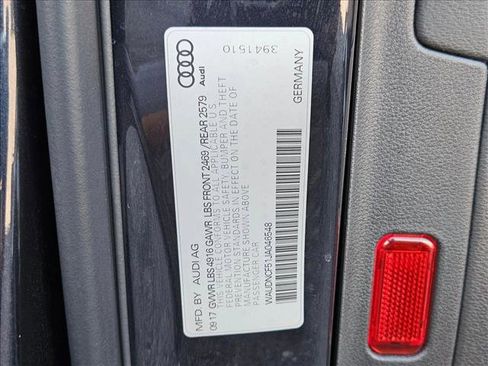 MFD BY AUDI AG
09 17 GVWR LBS 4916 GAWR LBS FRONT 2469 / REAR 2579
THIS VEHICLE CONFORMS TO ALL APPLICABLE U.S.
FEDERAL MOTOR VEHICLE SAFETY, BUMPER AND THEFT
PREVENTION STANDARDS IN EFFECT ON THE DATE OF
MANUFACTURE SHOWN ABOVE
PASSENGER CAR
WAUDNCF51JA046548
Audi
3941510
GERMANY